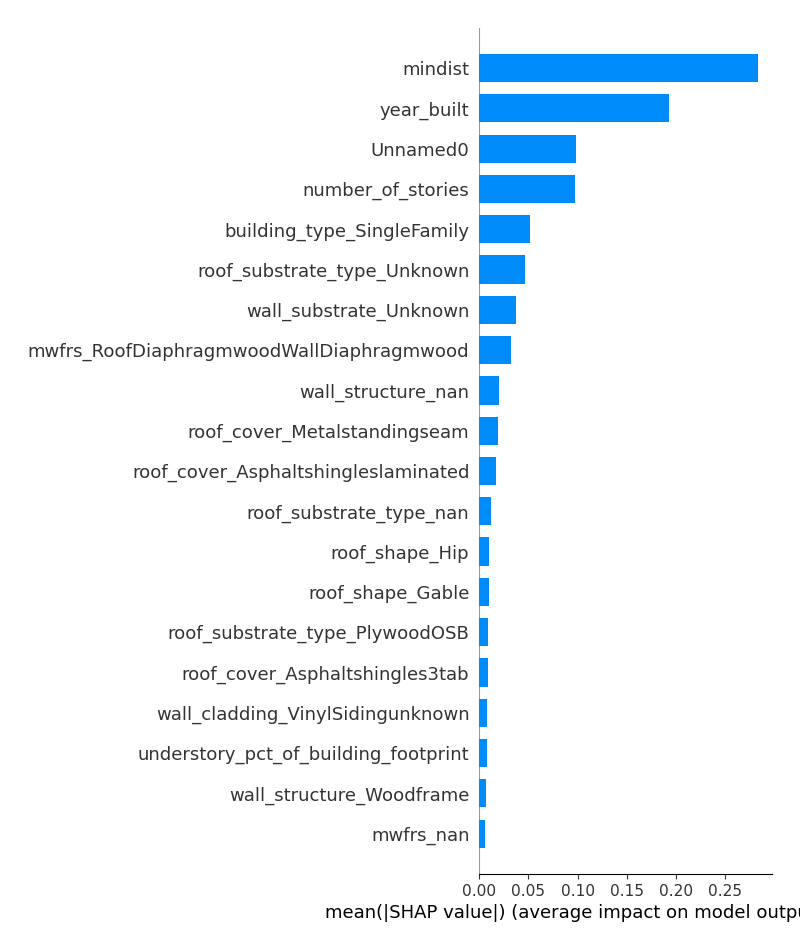 mindist
year_built
Unnamed0
number_of_stories
building_type_SingleFamily
roof_substrate_type_Unknown
wall_substrate_Unknown
mwfrs_RoofDiaphragmwoodWallDiaphragmwood
wall_structure_nan
roof_cover_Metalstandingseam
roof_cover_Asphaltshingleslaminated
roof_substrate_type_nan
roof_shape_Hip
roof_shape_Gable
roof_substrate_type_PlywoodOSB
roof_cover_Asphaltshingles3tab
wall_cladding_VinylSidingunknown
understory_pct_of_building_footprint
wall_structure_Woodframe
mwfrs_nan
0.00 0.05 0.10 0.15 0.20 0.25
mean(|SHAP value|) (average impact on model outpu